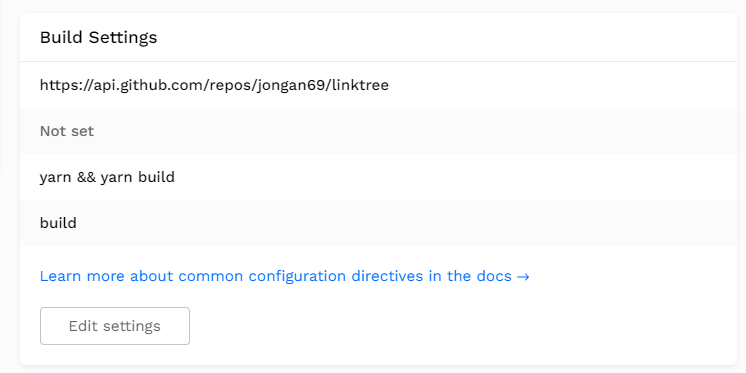 Build Settings
https://api.github.com/repos/jongan69/linktree
Not set
yarn && yarn build
build
Learn more about common configuration directives in the docs →
Edit settings